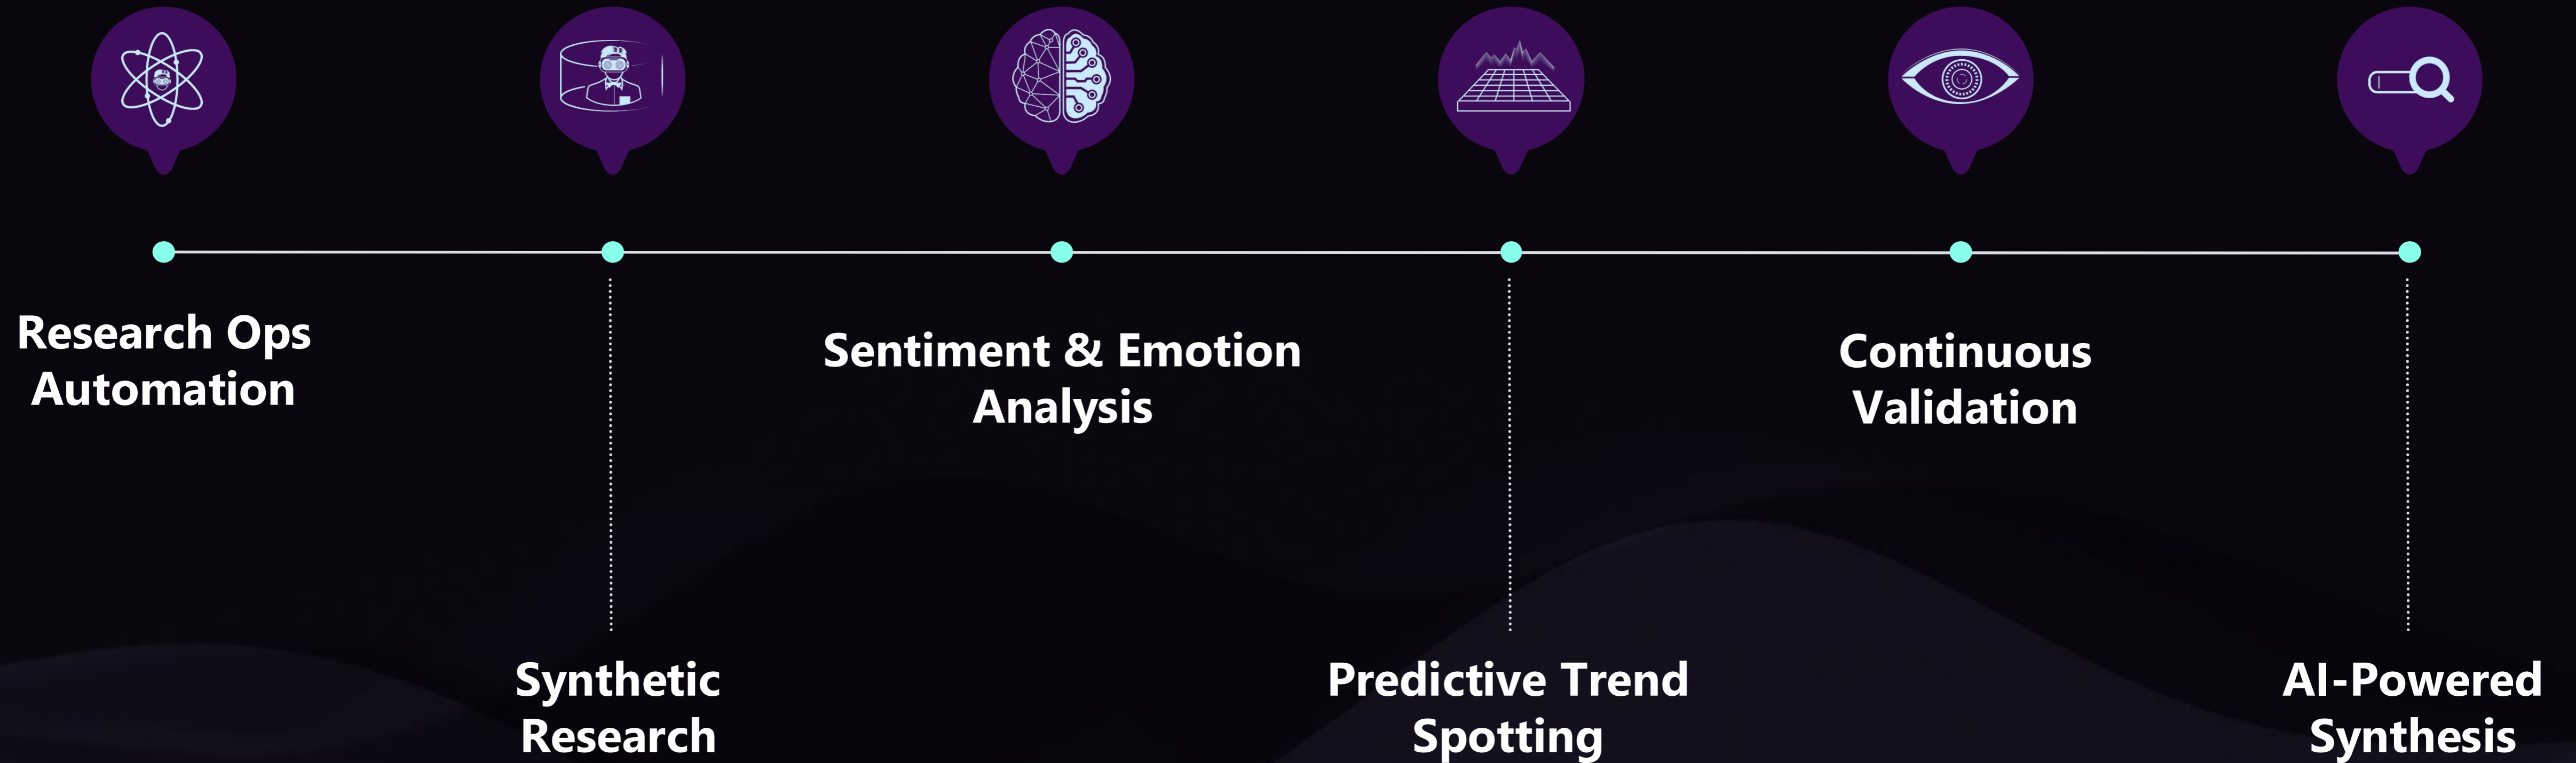 Research Ops
Automation
Synthetic
Research
Sentiment & Emotion
Analysis
Predictive Trend
Spotting
Continuous
Validation
AI-Powered
Synthesis